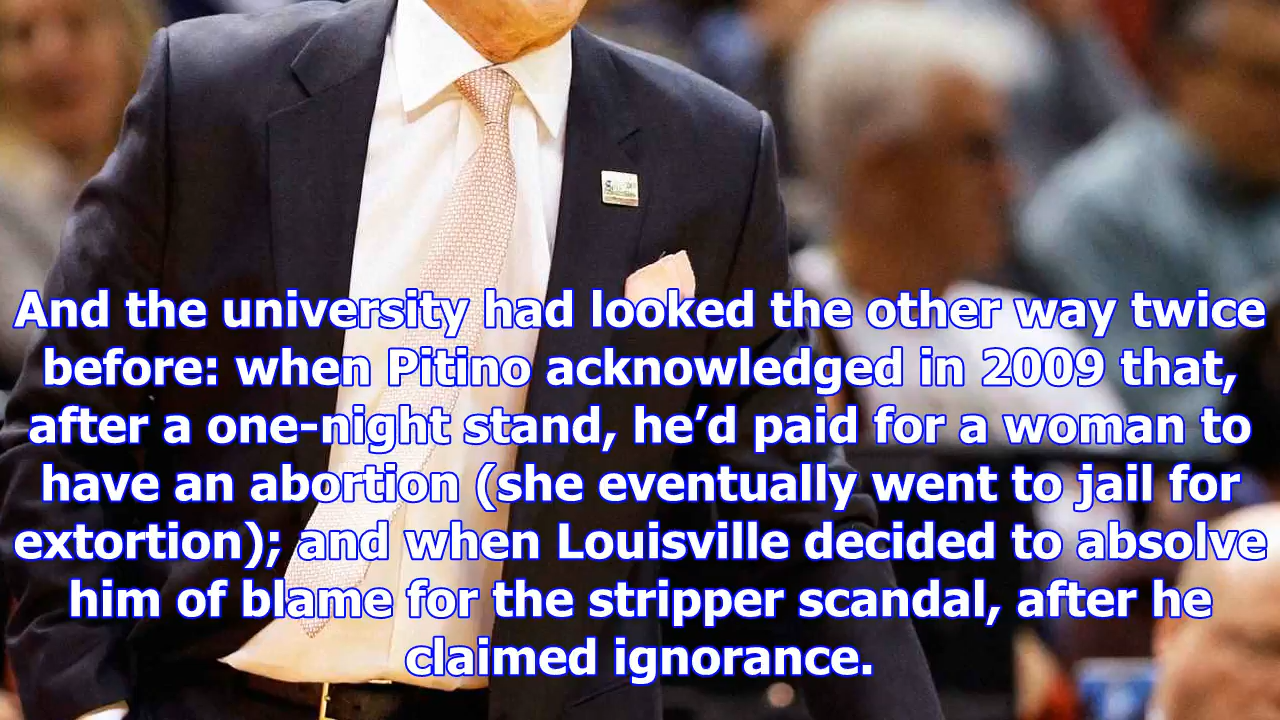 And the university had looked the other way twice
before: when Pitino acknowledged in 2009 that,
after a one-night stand, he’d paid for a woman to
have an abortion (she eventually went to jail for
extortion); and when Louisville decided to absolve
him of blame for the stripper scandal, after he
claimed ignorance.